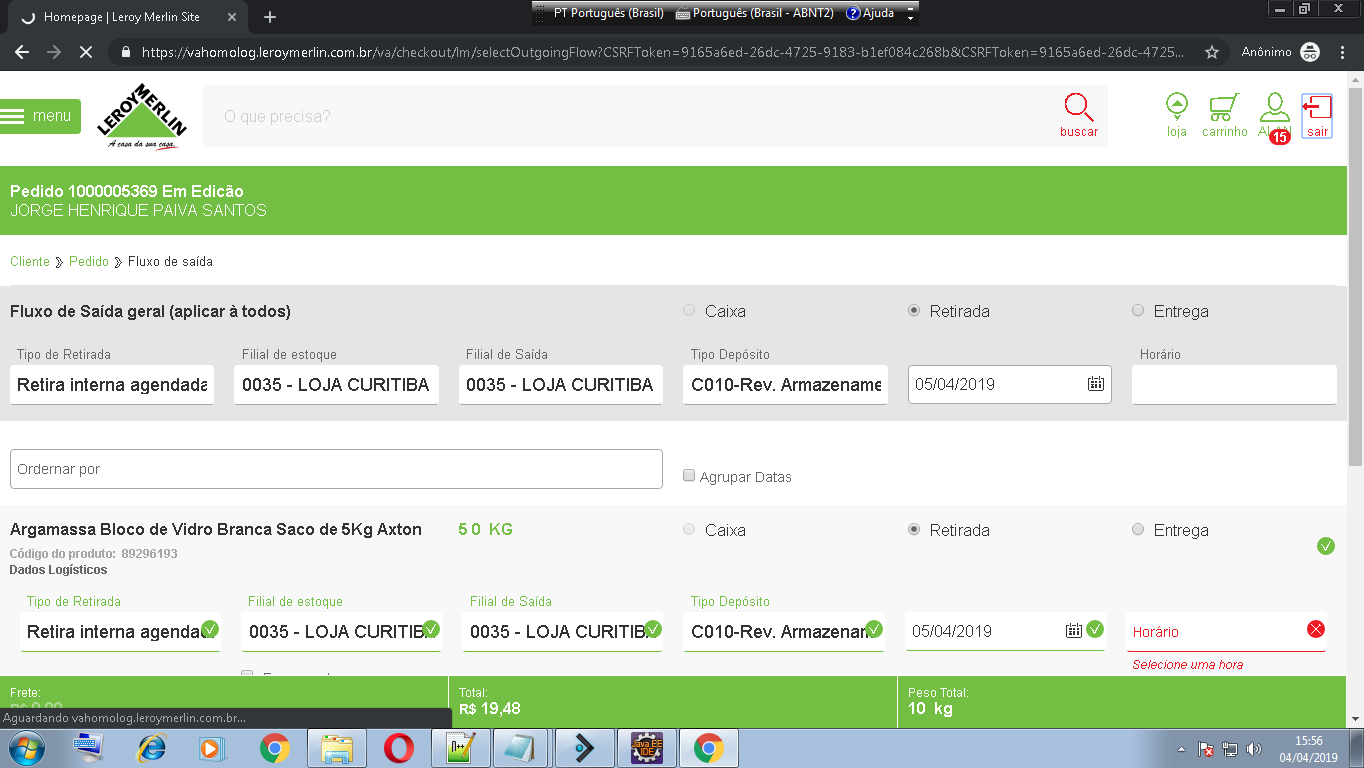 Homepage | Leroy Merlin Site
PT Português (Brasil) Português (Brasil - ABNT2) Ajuda
https://vahomolog.leroymerlin.com.br/va/checkout/lm/selectOutgoingFlow?CSRFToken=9165a6ed-26dc-4725-9183-b1ef084c268b&CSRFToken=9165a6ed-26dc-4725...
Anônimo
menu
LEROY MERLIN
A casa da sua casa.
O que precisa?
buscar
loja
carrinho
ALAN
15
sair
Pedido 1000005369 Em Edicão
JORGE HENRIQUE PAIVA SANTOS
Cliente Pedido Fluxo de saída
Fluxo de Saída geral (aplicar à todos) Caixa Retirada Entrega
Tipo de Retirada Filial de estoque Filial de Saída Tipo Depósito Horário
Retira interna agendada 0035 - LOJA CURITIBA 0035 - LOJA CURITIBA C010-Rev. Armazename 05/04/2019
Ordernar por
Agrupar Datas
Argamassa Bloco de Vidro Branca Saco de 5Kg Axton 50 KG Caixa Retirada Entrega
Código do produto: 89296193
Dados Logísticos
Tipo de Retirada Filial de estoque Filial de Saída Tipo Depósito
Retira interna agenda 0035 - LOJA CURITIB 0035 - LOJA CURITIB C010-Rev. Armazenam 05/04/2019 Horário
Selecione uma hora
Frete: Total: Peso Total:
R$ 19,48 10 kg
Aguardando vahomolog.leroymerlin.com.br...
Java EE
IDE
15:56
04/04/2019